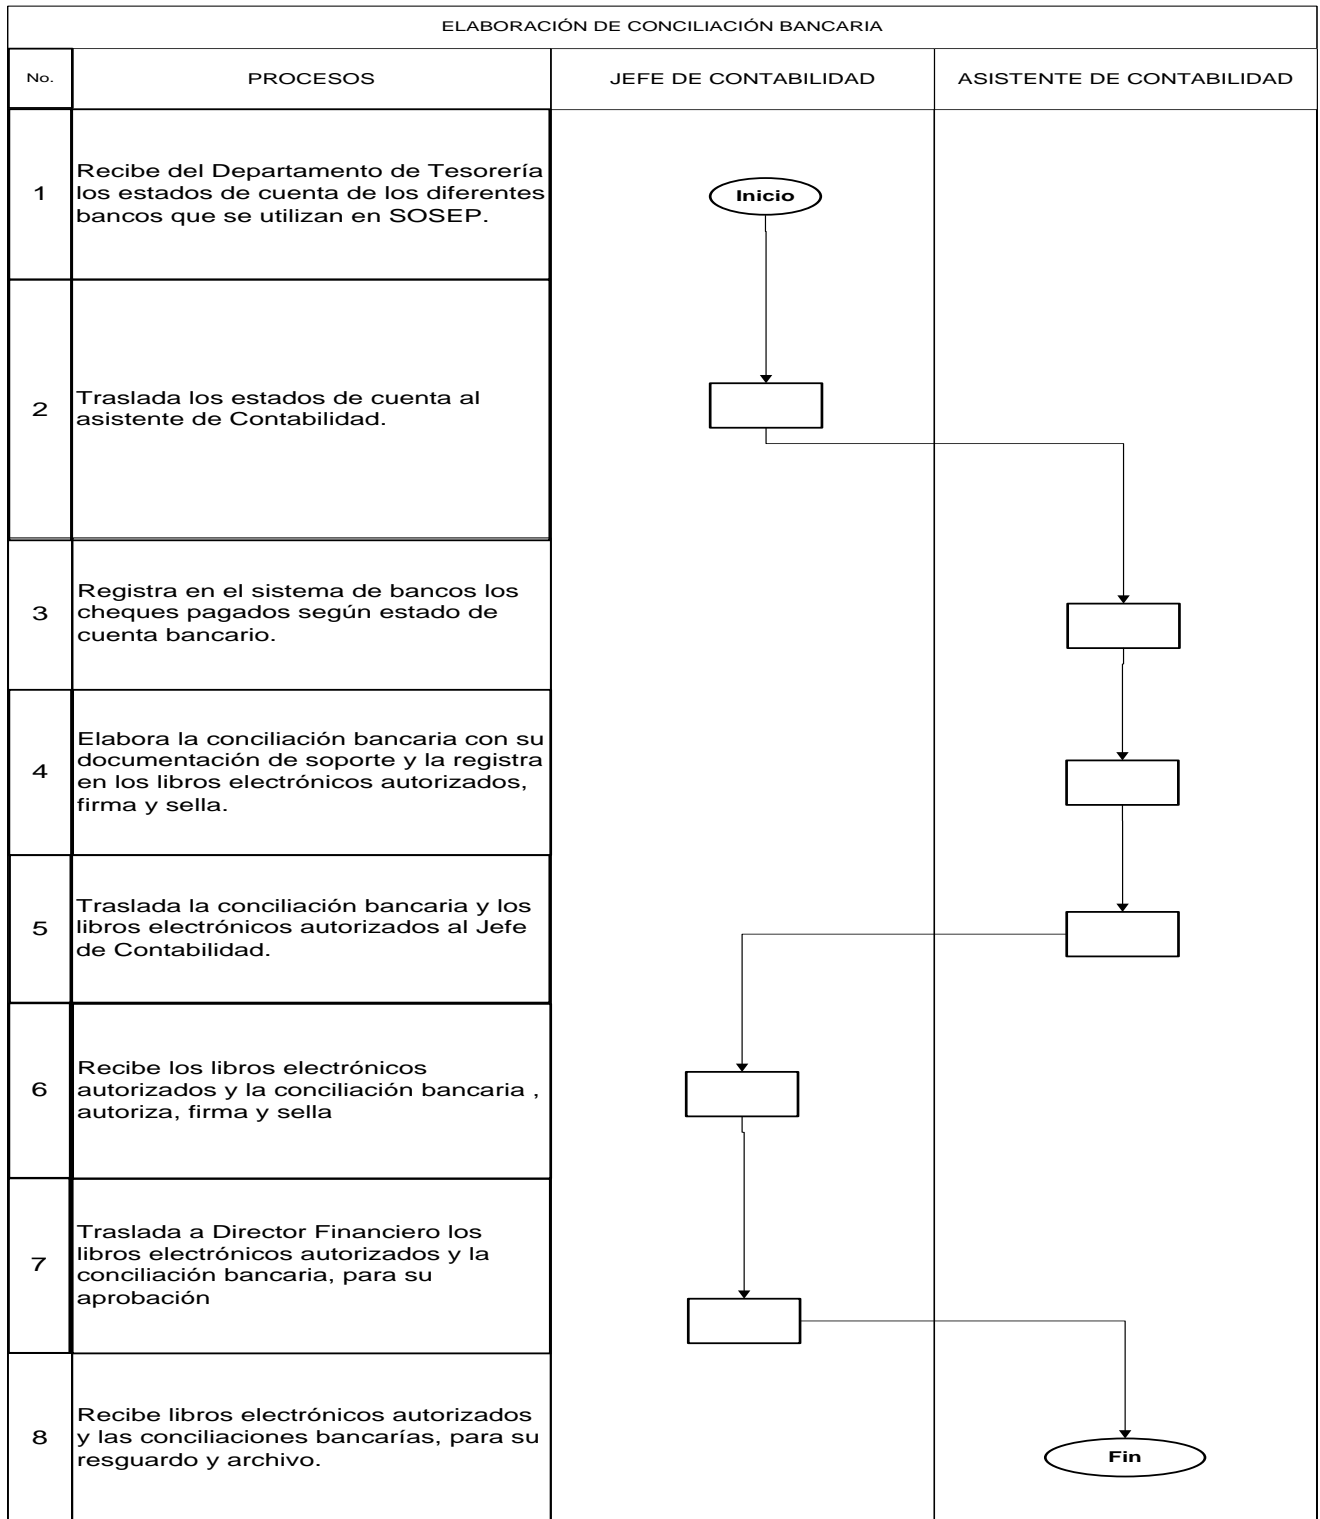 ELABORACIÓN DE CONCILIACIÓN BANCARIA
No.
PROCESOS
JEFE DE CONTABILIDAD
ASISTENTE DE CONTABILIDAD
1
Recibe del Departamento de Tesorería
los estados de cuenta de los diferentes
bancos que se utilizan en SOSEP.
Inicio
2
Traslada los estados de cuenta al
asistente de Contabilidad.
3
Registra en el sistema de bancos los
cheques pagados según estado de
cuenta bancario.
4
Elabora la conciliación bancaria con su
documentación de soporte y la registra
en los libros electrónicos autorizados,
firma y sella.
5
Traslada la conciliación bancaria y los
libros electrónicos autorizados al Jefe
de Contabilidad.
6
Recibe los libros electrónicos
autorizados y la conciliación bancaria ,
autoriza, firma y sella
7
Traslada a Director Financiero los
libros electrónicos autorizados y la
conciliación bancaria, para su
aprobación
8
Recibe libros electrónicos autorizados
y las conciliaciones bancarías, para su
resguardo y archivo.
Fin